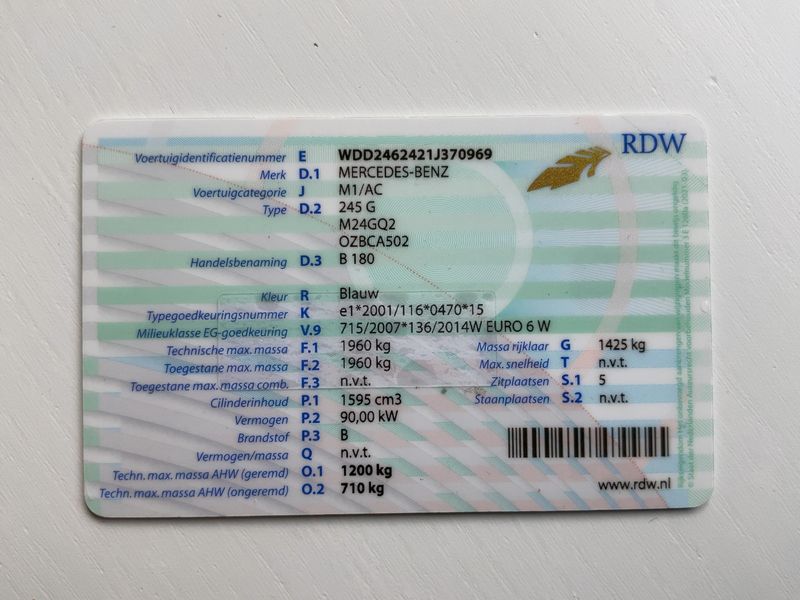 RDW
Voertuigidentificatienummer E WDD2462421J370969
Merk D.1 MERCEDES-BENZ
Voertuigcategorie J M1/AC
Type D.2 245 G
M24GQ2
OZBCA502
Handelsbenaming D.3 B 180
Kleur R Blauw
Typegoedkeuringsnummer K e1*2001/116*0470*15
Milieuklasse EG-goedkeuring V.9 715/2007*136/2014W EURO 6 W
Technische max. massa F.1 1960 kg Massa rijklaar G 1425 kg
Toegestane max. massa F.2 1960 kg Max. snelheid T n.v.t.
Toegestane max. massa comb. F.3 n.v.t. Zitplaatsen S.1 5
Cilinderinhoud P.1 1595 cm3 Staanplaatsen S.2 n.v.t.
Vermogen P.2 90,00 kW
Brandstof P.3 B
Vermogen/massa Q n.v.t.
Techn. max. massa AHW (geremd) O.1 1200 kg
Techn. max. massa AHW (ongeremd) O.2 710 kg
www.rdw.nl